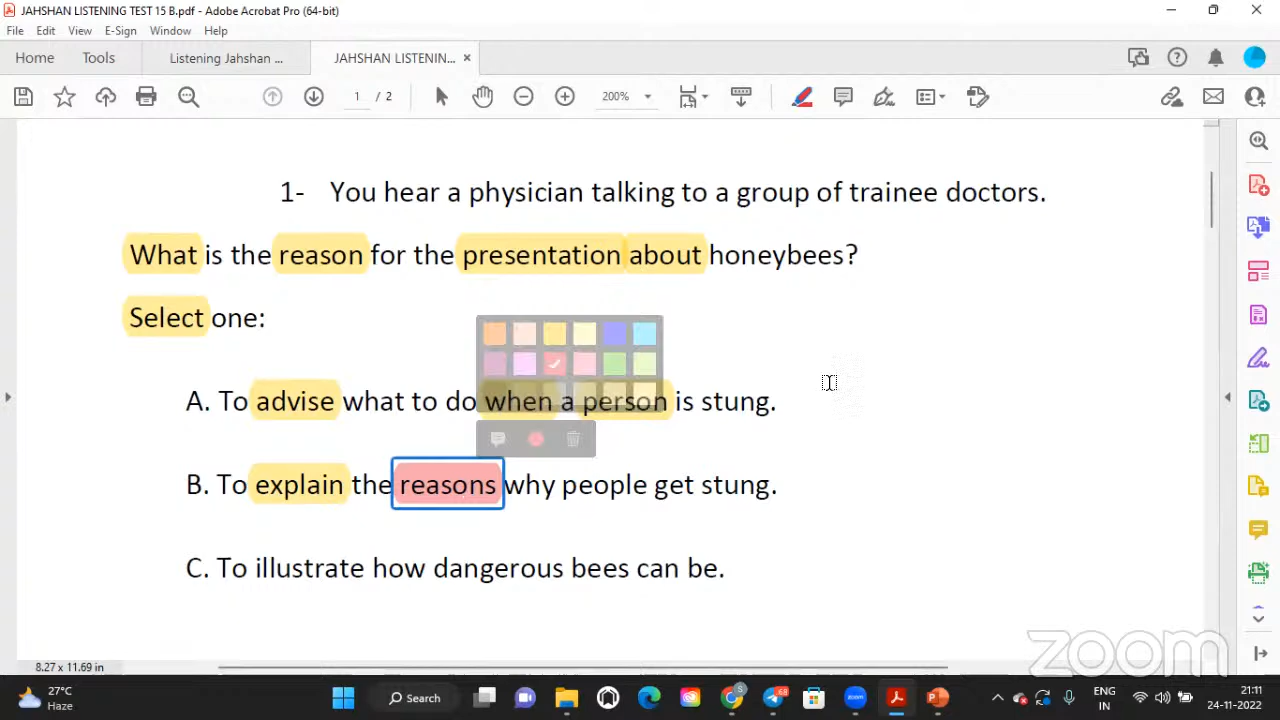 JAHSHAN LISTENING TEST 15 B.pdf - Adobe Acrobat Pro (64-bit)
File Edit View E-Sign Window Help
Home Tools Listening Jahshan ... JAHSHAN LISTENIN... ×
1 / 2 200%
1- You hear a physician talking to a group of trainee doctors.
What is the reason for the presentation about honeybees?
Select one:
A. To advise what to do when a person is stung.
B. To explain the reasons why people get stung.
C. To illustrate how dangerous bees can be.
zoom
8.27 x 11.69 in
27°C
Haze
Search
S
68
zoom
ENG
IN
21:11
24-11-2022